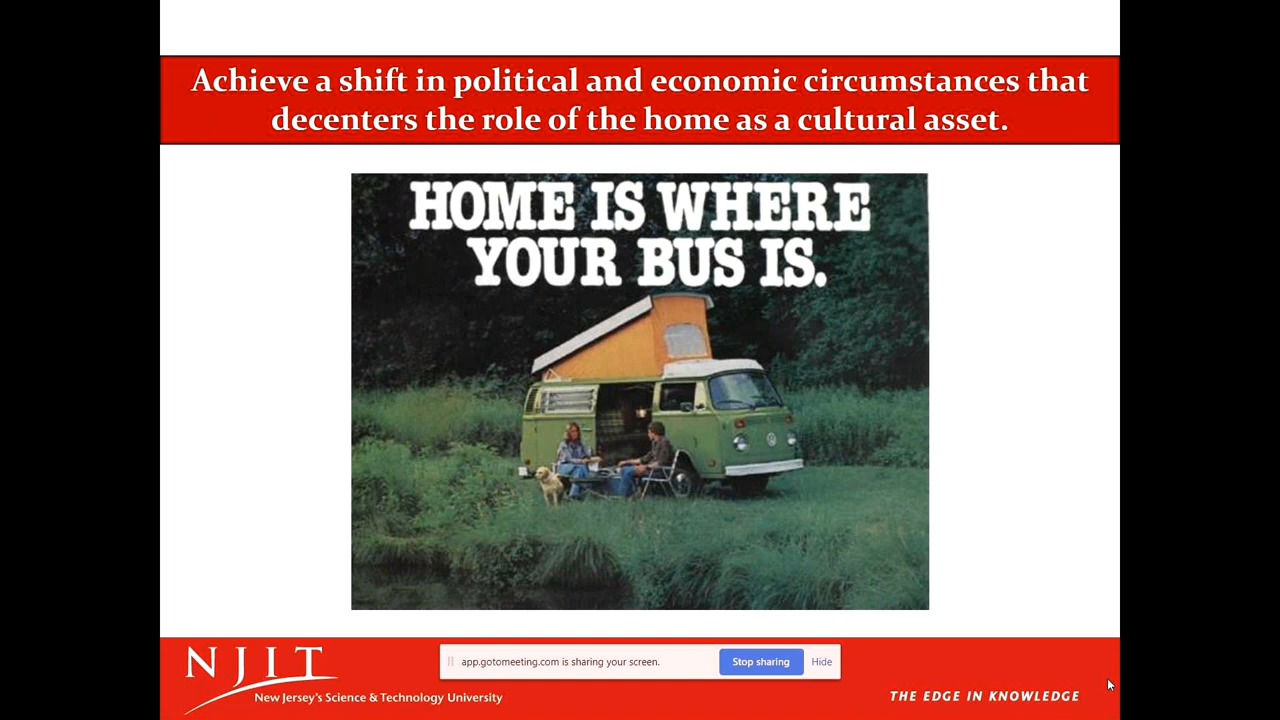 Achieve a shift in political and economic circumstances that
decenters the role of the home as a cultural asset.
HOME IS WHERE
YOUR BUS IS.
NJIT
New Jersey's Science & Technology University
app.gotomeeting.com is sharing your screen.
Stop sharing
Hide
THE EDGE IN KNOWLEDGE